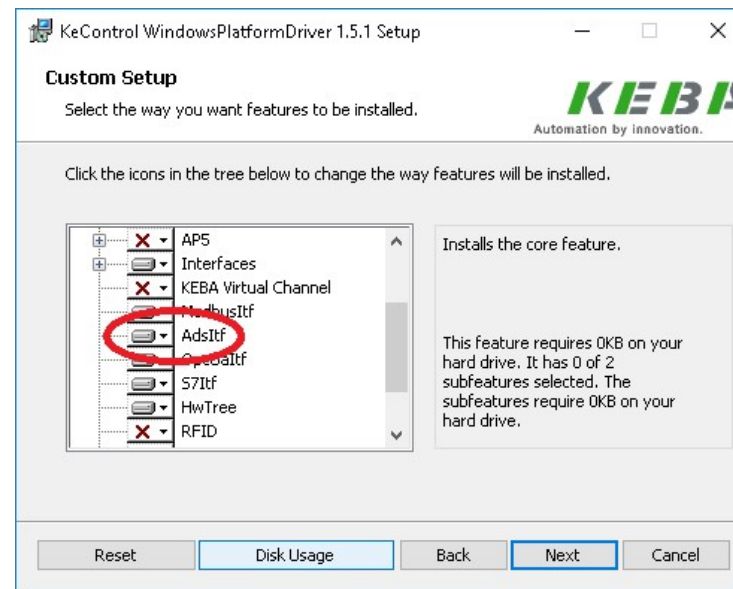 KeControl WindowsPlatformDriver 1.5.1 Setup
Custom Setup
Select the way you want features to be installed.
KEBA
Automation by innovation.
Click the icons in the tree below to change the way features will be installed.
AP5
Interfaces
KEBA Virtual Channel
ModbusItf
AdsItf
OpcUaItf
S7Itf
HwTree
RFID
Installs the core feature.
This feature requires 0KB on your
hard drive. It has 0 of 2
subfeatures selected. The
subfeatures require 0KB on your
hard drive.
Reset
Disk Usage
Back
Next
Cancel